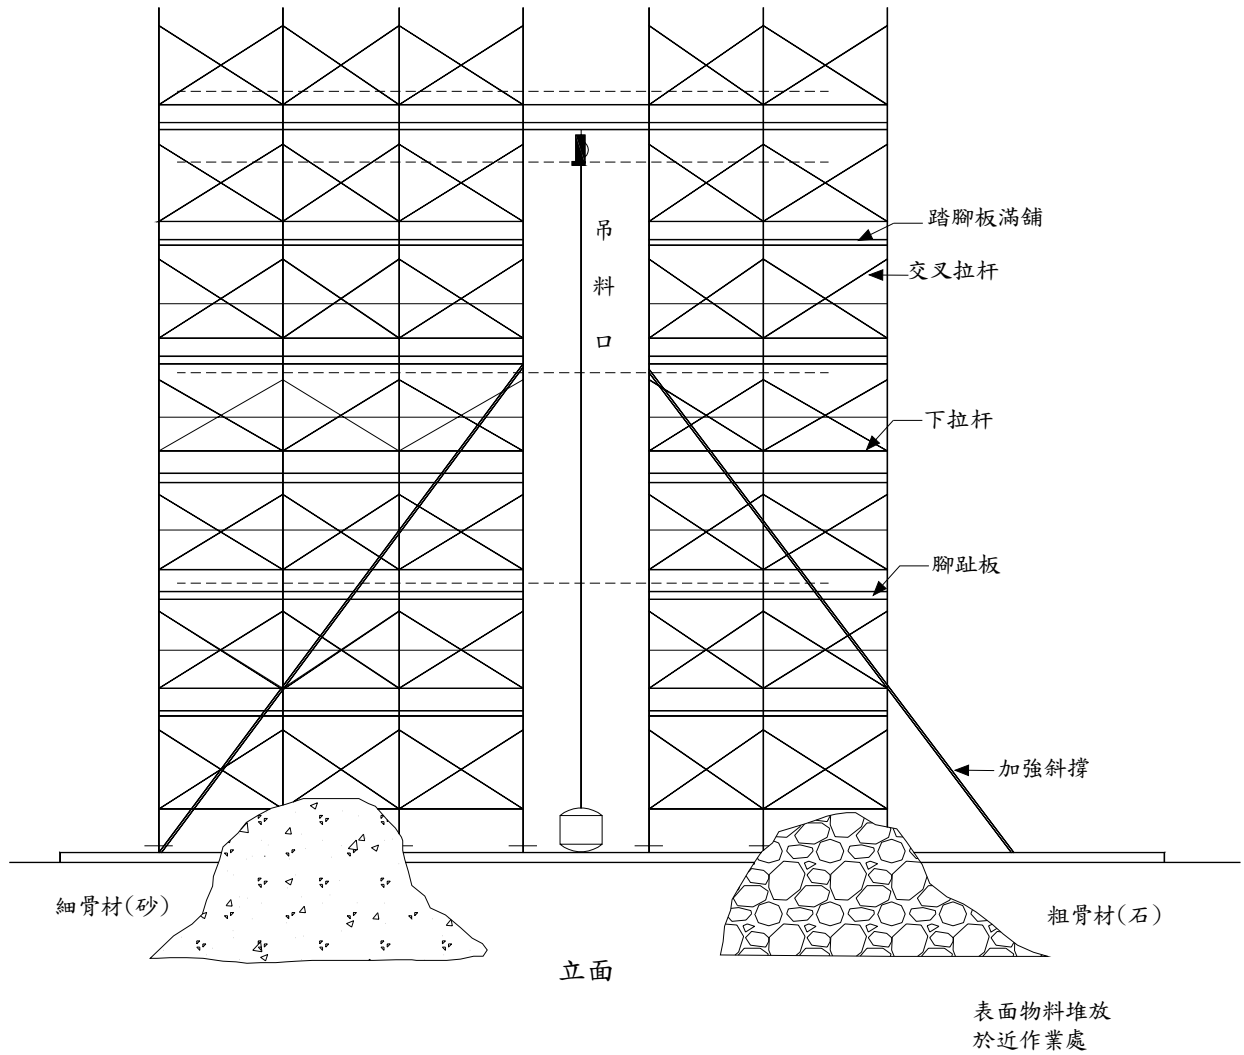 踏腳板滿舖
吊料口
交叉拉杆
下拉杆
腳趾板
加強斜撐
細骨材(砂)
粗骨材(石)
立面
表面物料堆放
於近作業處